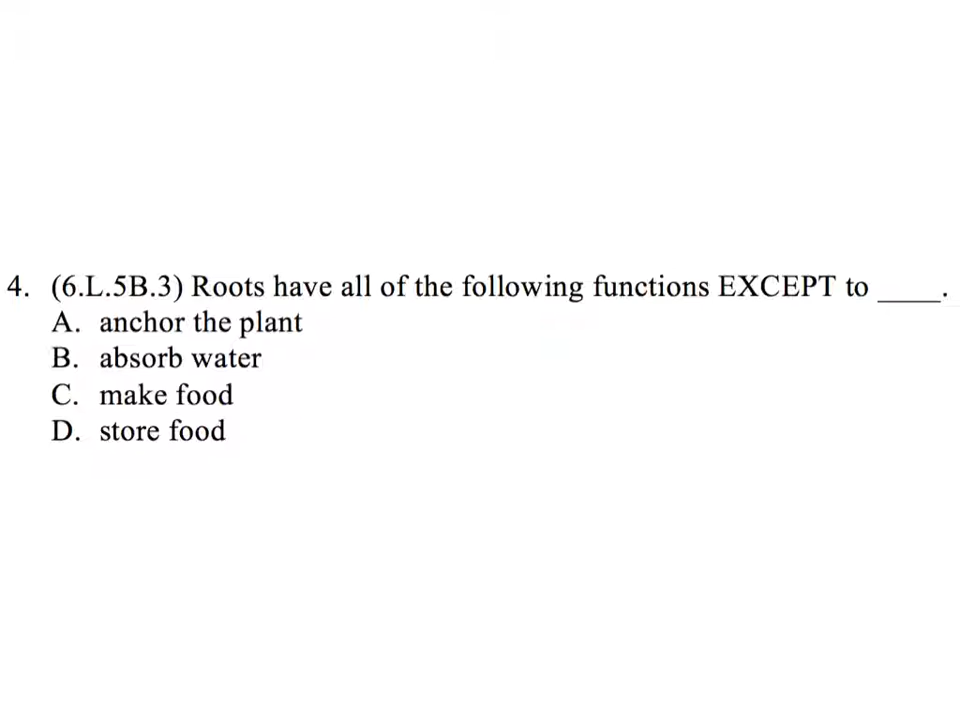 4. (6.L.5B.3) Roots have all of the following functions EXCEPT to _____.
A. anchor the plant
B. absorb water
C. make food
D. store food